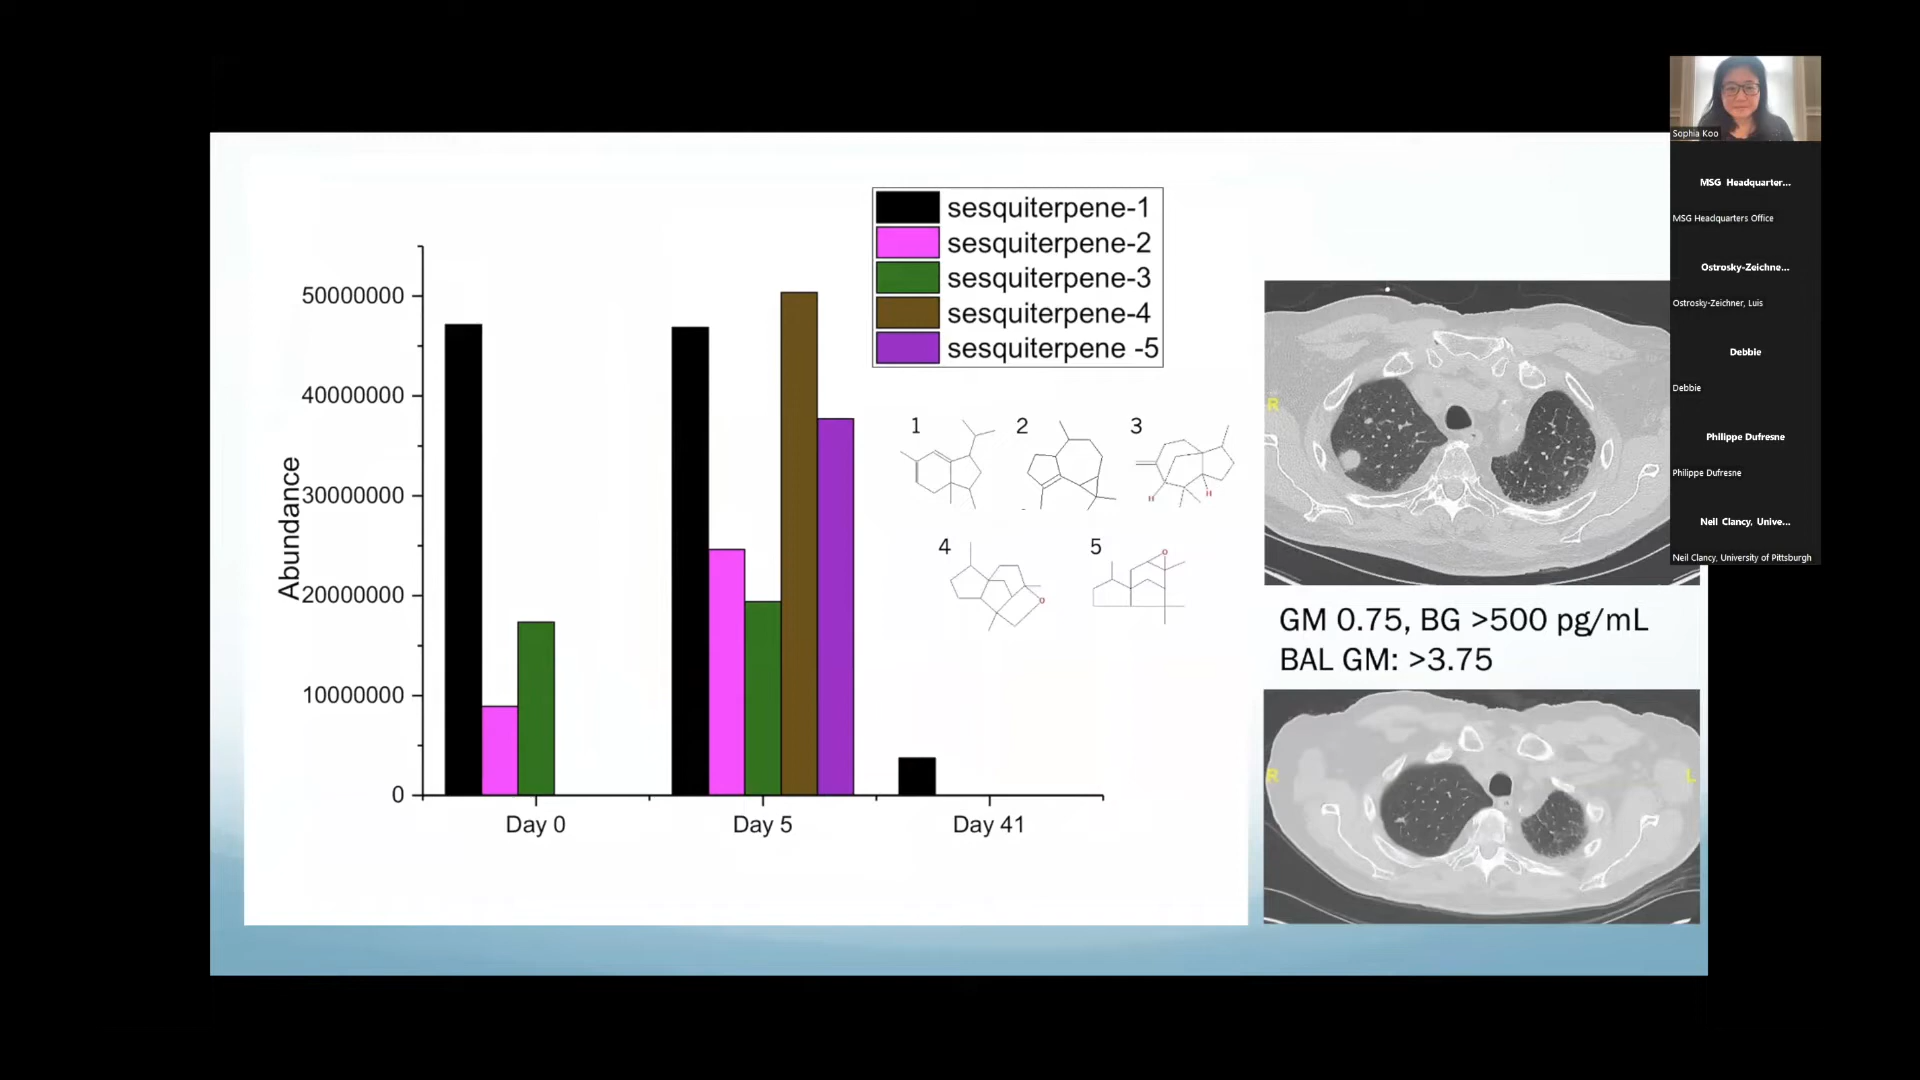 sesquiterpene-1
sesquiterpene-2
sesquiterpene-3
sesquiterpene-4
sesquiterpene -5
Abundance
50000000
40000000
30000000
20000000
10000000
0
Day 0
Day 5
Day 41
1
2
3
H
H
4
O
5
O
R
GM 0.75, BG >500 pg/mL
BAL GM: >3.75
R
L
Sophia Koo
MSG Headquarter...
MSG Headquarters Office
Ostrosky-Zeichne...
Ostrosky-Zeichner, Luis
Debbie
Debbie
Philippe Dufresne
Philippe Dufresne
Neil Clancy, Unive...
Neil Clancy, University of Pittsburgh